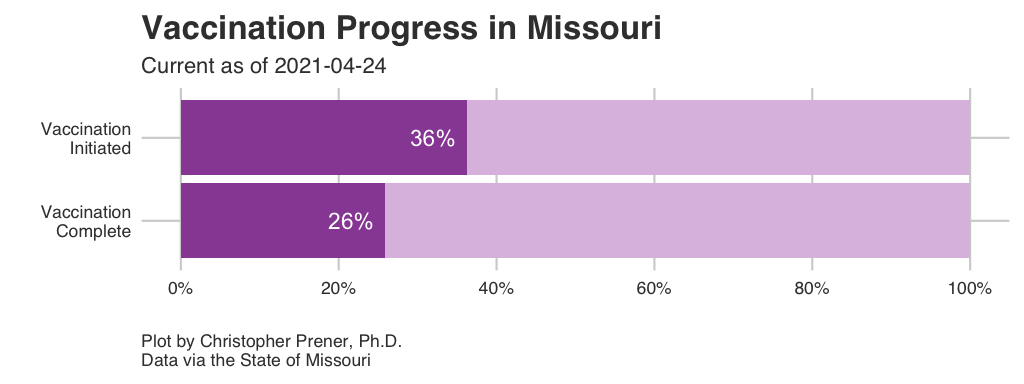 Vaccination Progress in Missouri
Current as of 2021-04-24
Vaccination
Initiated
36%
Vaccination
Complete
26%
0% 20% 40% 60% 80% 100%
Plot by Christopher Prener, Ph.D.
Data via the State of Missouri